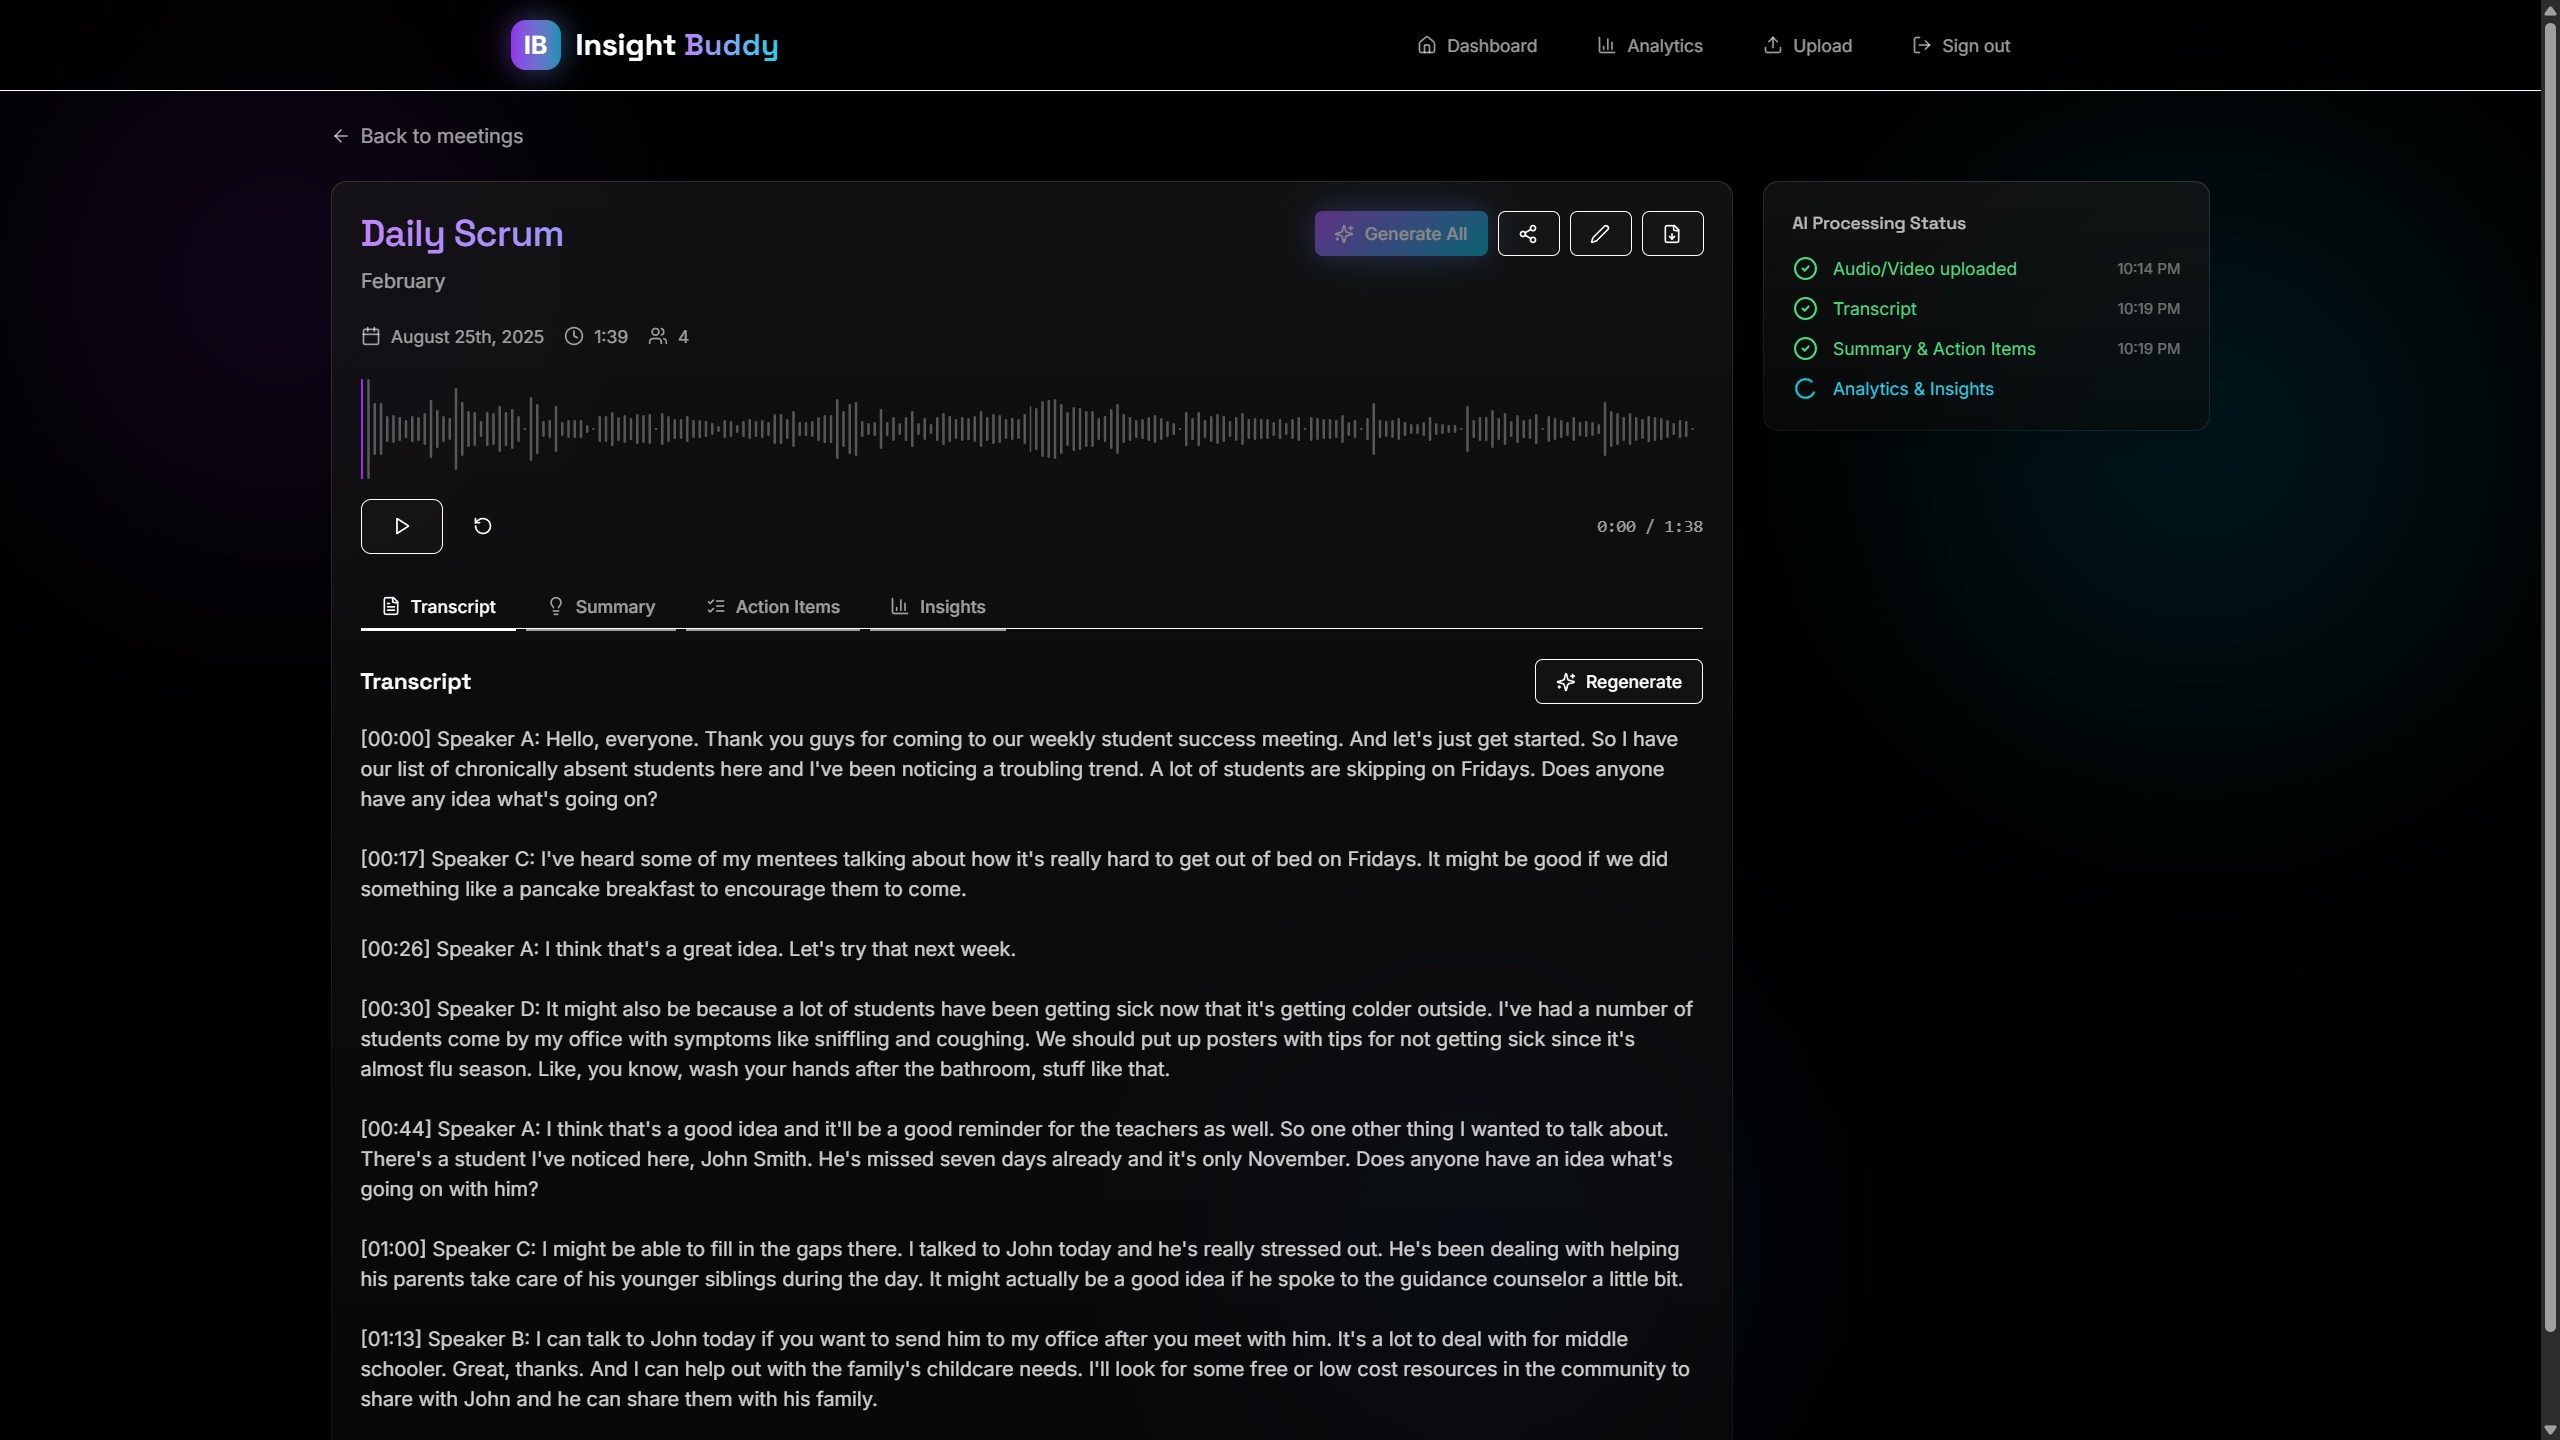 IB Insight Buddy
Dashboard
Analytics
Upload
Sign out
Back to meetings
Daily Scrum
Generate All
February
August 25th, 2025
1:39
4
0:00 / 1:38
Transcript
Summary
Action Items
Insights
Transcript
Regenerate
[00:00] Speaker A: Hello, everyone. Thank you guys for coming to our weekly student success meeting. And let's just get started. So I have
our list of chronically absent students here and I've been noticing a troubling trend. A lot of students are skipping on Fridays. Does anyone
have any idea what's going on?
[00:17] Speaker C: I've heard some of my mentees talking about how it's really hard to get out of bed on Fridays. It might be good if we did
something like a pancake breakfast to encourage them to come.
[00:26] Speaker A: I think that's a great idea. Let's try that next week.
[00:30] Speaker D: It might also be because a lot of students have been getting sick now that it's getting colder outside. I've had a number of
students come by my office with symptoms like sniffling and coughing. We should put up posters with tips for not getting sick since it's
almost flu season. Like, you know, wash your hands after the bathroom, stuff like that.
[00:44] Speaker A: I think that's a good idea and it'll be a good reminder for the teachers as well. So one other thing I wanted to talk about.
There's a student I've noticed here, John Smith. He's missed seven days already and it's only November. Does anyone have an idea what's
going on with him?
[01:00] Speaker C: I might be able to fill in the gaps there. I talked to John today and he's really stressed out. He's been dealing with helping
his parents take care of his younger siblings during the day. It might actually be a good idea if he spoke to the guidance counselor a little bit.
[01:13] Speaker B: I can talk to John today if you want to send him to my office after you meet with him. It's a lot to deal with for middle
schooler. Great, thanks. And I can help out with the family's childcare needs. I'll look for some free or low cost resources in the community to
share with John and he can share them with his family.
AI Processing Status
Audio/Video uploaded 10:14 PM
Transcript 10:19 PM
Summary & Action Items 10:19 PM
Analytics & Insights